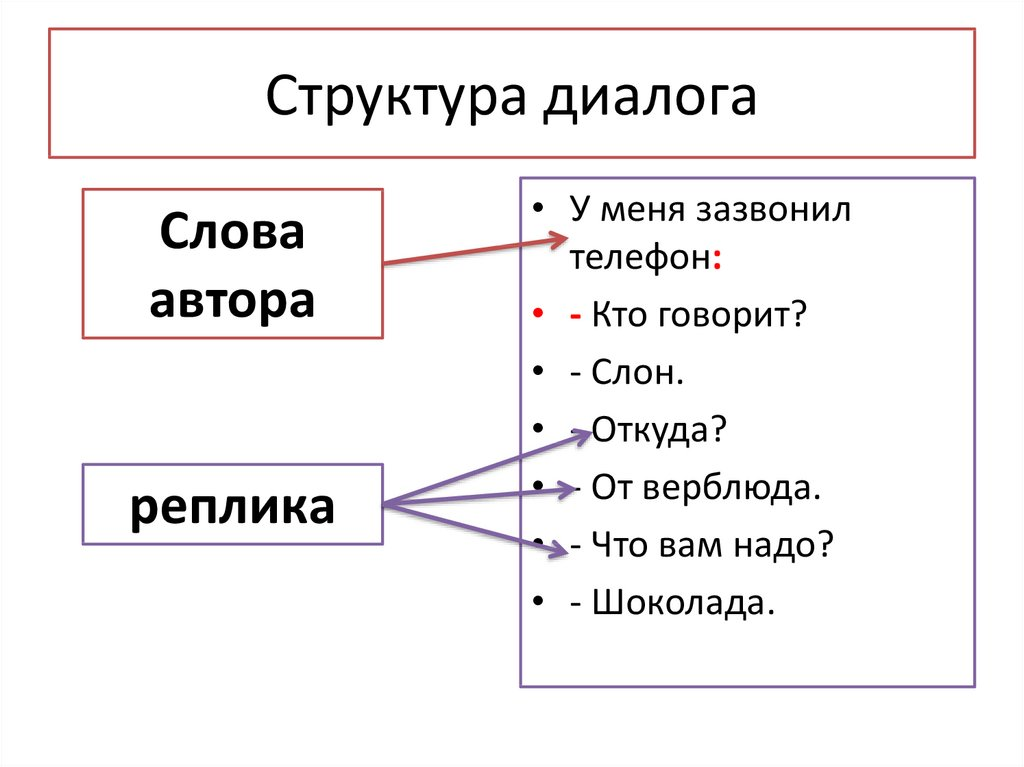 Структура диалога
Слова
автора
реплика
• У меня зазвонил
телефон:
• - Кто говорит?
• - Слон.
• - Откуда?
• - От верблюда.
• - Что вам надо?
• - Шоколада.